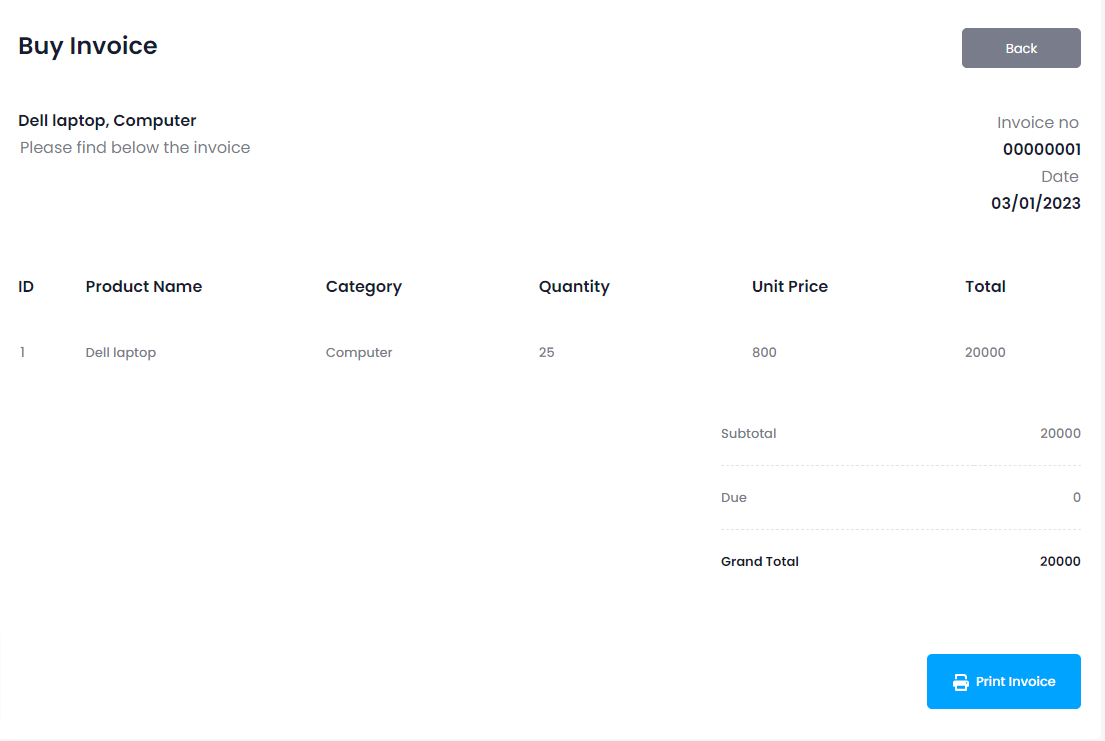 Buy Invoice
Back
Dell laptop, Computer
Please find below the invoice
Invoice no
00000001
Date
03/01/2023
ID Product Name Category Quantity Unit Price Total
1 Dell laptop Computer 25 800 20000
Subtotal 20000
Due 0
Grand Total 20000
Print Invoice